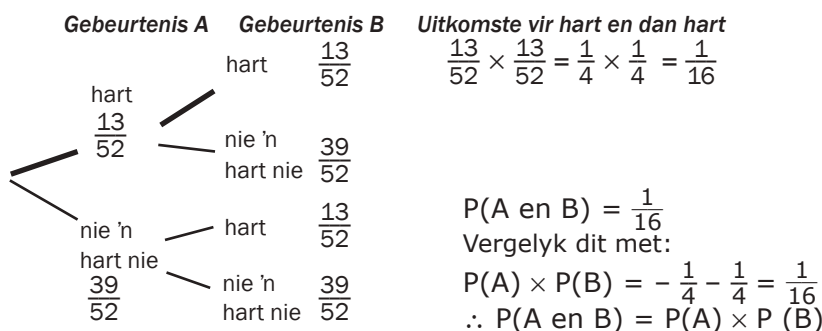 Gebeurtenis A Gebeurtenis B Uitkomste vir hart en dan hart
hart 13/52 13/52 × 13/52 = 1/4 × 1/4 = 1/16
hart
13/52
nie 'n
hart nie 39/52
nie 'n
hart nie
39/52
hart 13/52
nie 'n
hart nie 39/52
P(A en B) = 1/16
Vergelyk dit met:
P(A) × P(B) = – 1/4 – 1/4 = 1/16
∴ P(A en B) = P(A) × P (B)